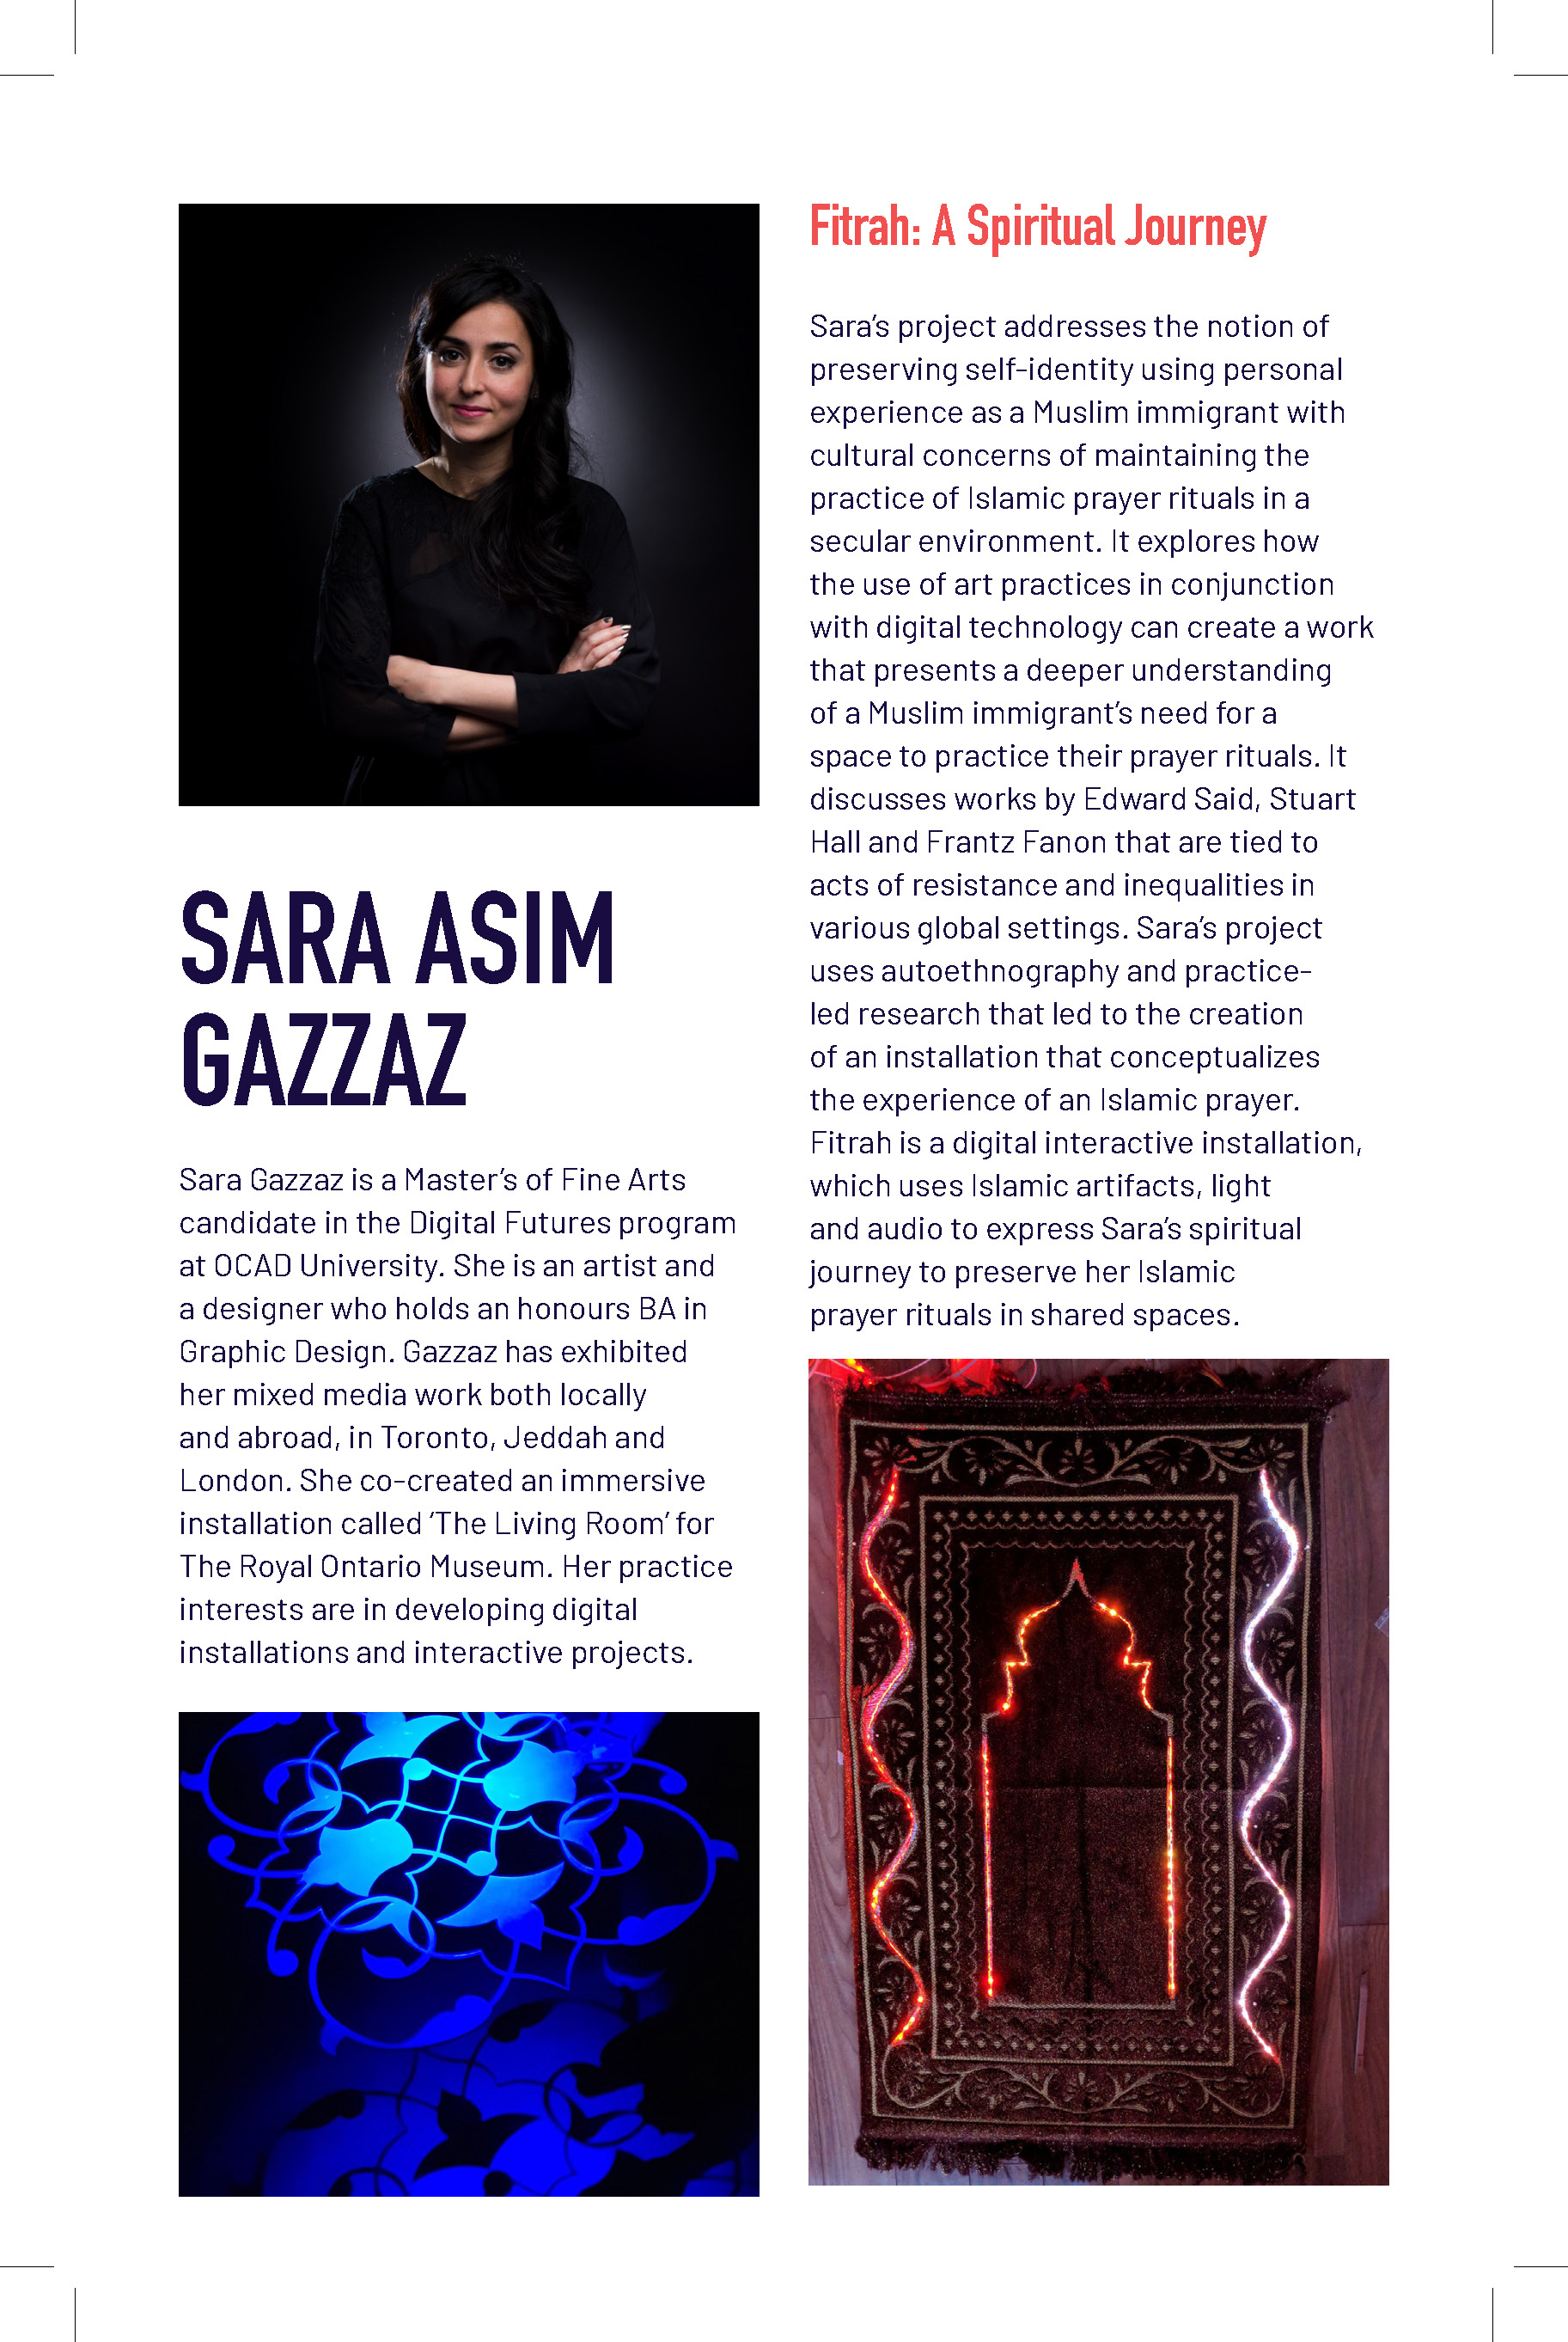 SARA ASIM
GAZZAZ
Sara Gazzaz is a Master’s of Fine Arts
candidate in the Digital Futures program
at OCAD University. She is an artist and
a designer who holds an honours BA in
Graphic Design. Gazzaz has exhibited
her mixed media work both locally
and abroad, in Toronto, Jeddah and
London. She co-created an immersive
installation called ‘The Living Room’ for
The Royal Ontario Museum. Her practice
interests are in developing digital
installations and interactive projects.
Fitrah: A Spiritual Journey
Sara’s project addresses the notion of
preserving self-identity using personal
experience as a Muslim immigrant with
cultural concerns of maintaining the
practice of Islamic prayer rituals in a
secular environment. It explores how
the use of art practices in conjunction
with digital technology can create a work
that presents a deeper understanding
of a Muslim immigrant’s need for a
space to practice their prayer rituals. It
discusses works by Edward Said, Stuart
Hall and Frantz Fanon that are tied to
acts of resistance and inequalities in
various global settings. Sara’s project
uses autoethnography and practice-
led research that led to the creation
of an installation that conceptualizes
the experience of an Islamic prayer.
Fitrah is a digital interactive installation,
which uses Islamic artifacts, light
and audio to express Sara’s spiritual
journey to preserve her Islamic
prayer rituals in shared spaces.